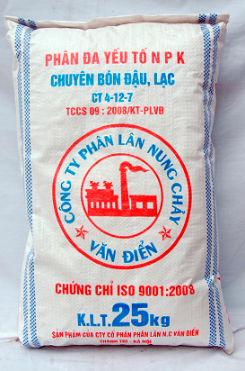 PHÂN ĐA YẾU TỐ N P K
CHUYÊN BÓN ĐẬU, LẠC
CT 4-12-7
TCCS 09 : 2008/KT-PLVĐ
CÔNG TY PHÂN LÂN NUNG CHẢY
VĂN ĐIỂN
CHỨNG CHỈ ISO 9001:2008
K.L.T. 25kg
SẢN PHẨM CỦA CTY CỔ PHẦN PHÂN LÂN N.C VĂN ĐIỂN
THANH TRÌ - HÀ NỘI